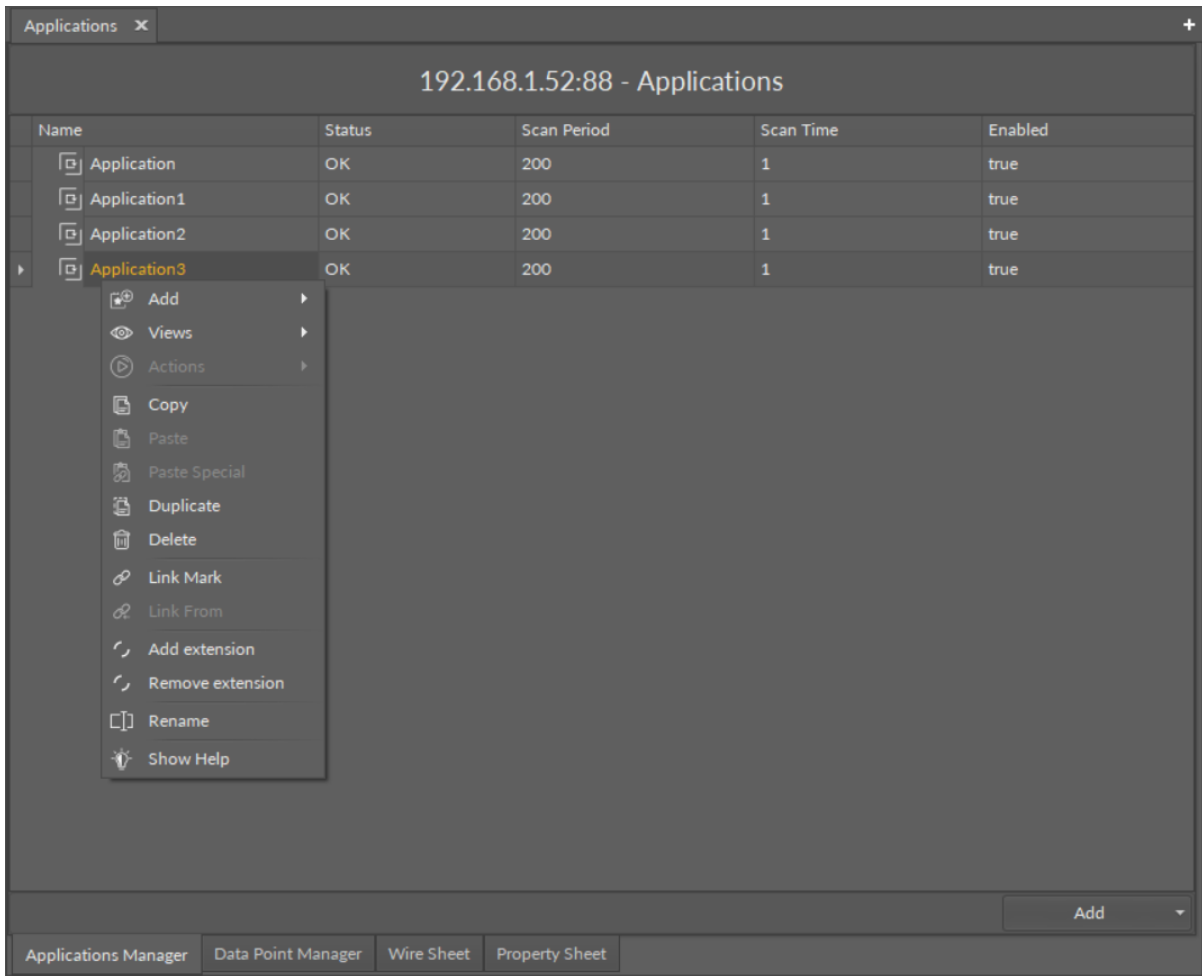 Applications
192.168.1.52:88 - Applications
Name Status Scan Period Scan Time Enabled
Application OK 200 1 true
Application1 OK 200 1 true
Application2 OK 200 1 true
Application3 OK 200 1 true
Add
Views
Actions
Copy
Paste
Paste Special
Duplicate
Delete
Link Mark
Link From
Add extension
Remove extension
Rename
Show Help
Add
Applications Manager Data Point Manager Wire Sheet Property Sheet